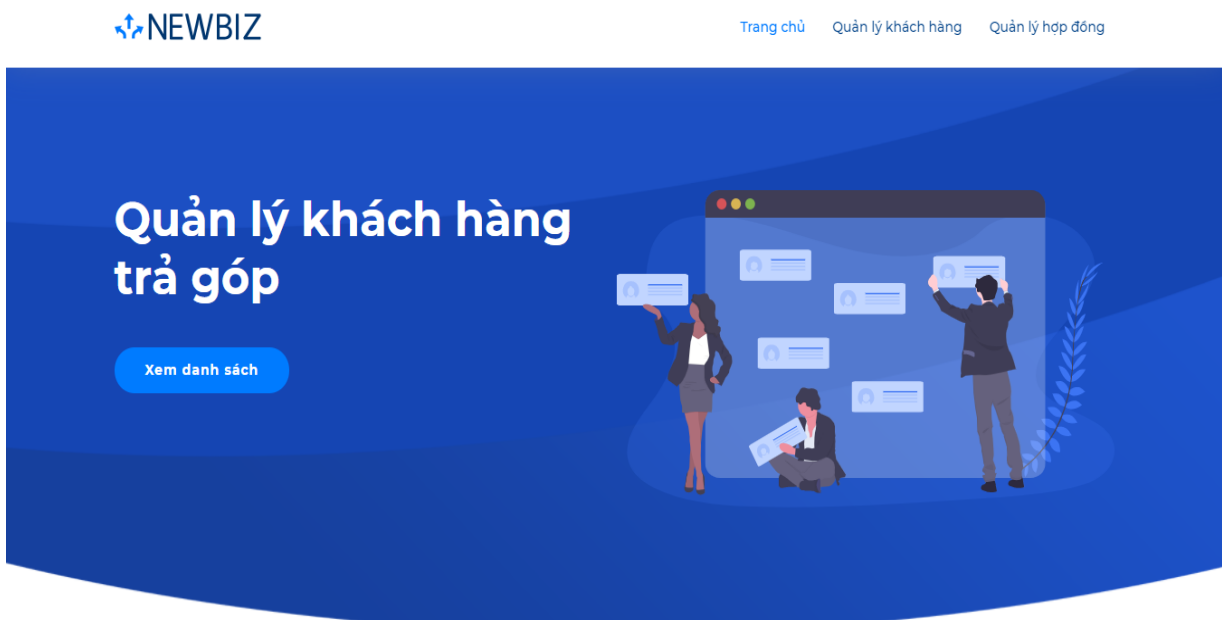 NEWBIZ
Trang chủ Quản lý khách hàng Quản lý hợp đồng
Quản lý khách hàng
trả góp
Xem danh sách